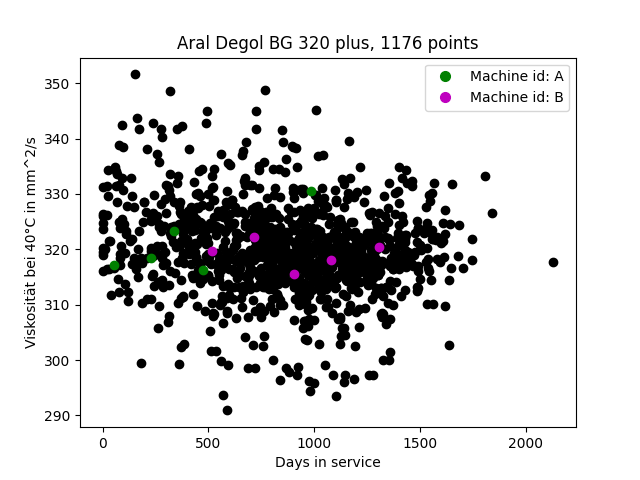 Aral Degol BG 320 plus, 1176 points
Machine id: A
Machine id: B
Viskosität bei 40°C in mm^2/s
350
340
330
320
310
300
290
0 500 1000 1500 2000
Days in service